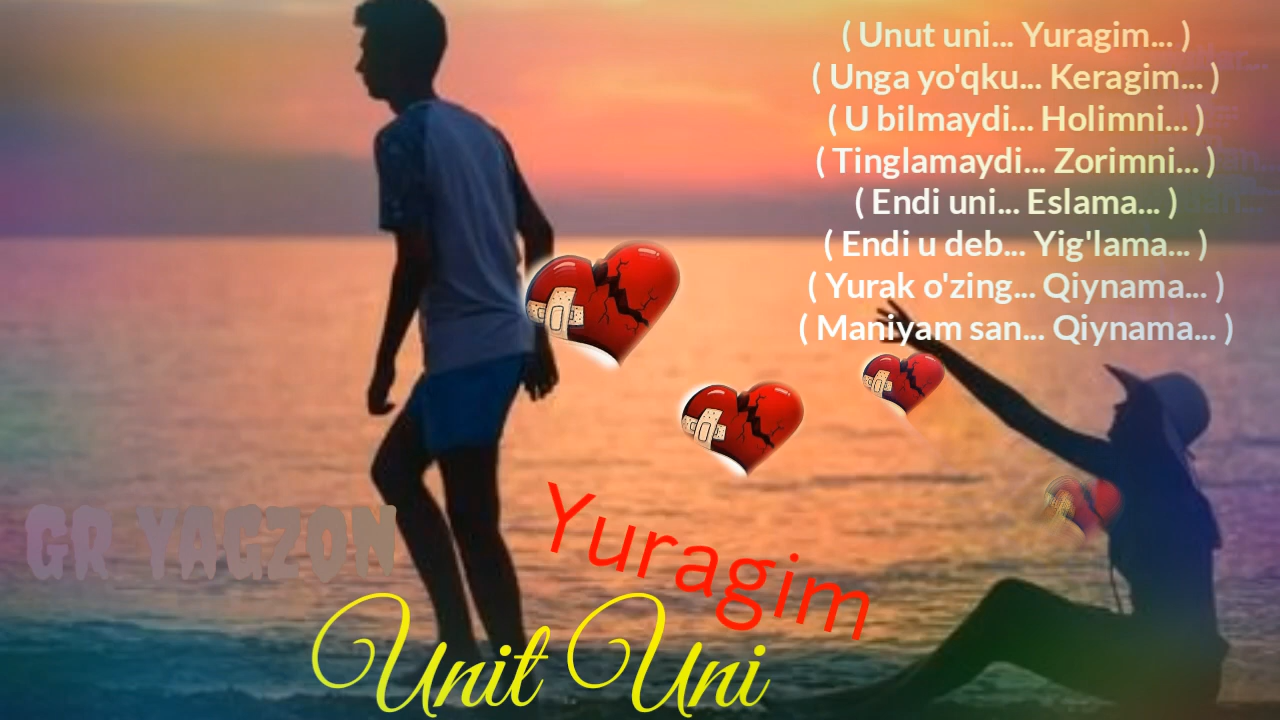 ( Unut uni... Yuragim... )
( Unga yo'qku... Keragim... )
( U bilmaydi... Holimni... )
( Tinglamaydi... Zorimni... )
( Endi uni... Eslama... )
( Endi u deb... Yig'lama... )
( Yurak o'zing... Qiynama... )
( Maniyam san... Qiynama... )
GR YAGZON
Yuragim
Unit Uni